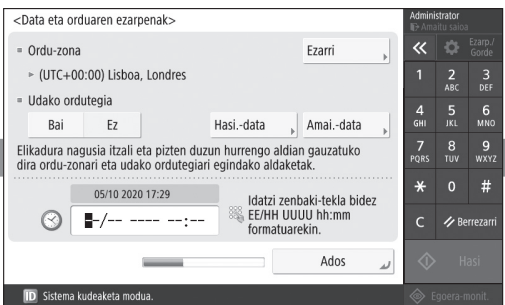 <Data eta orduaren ezarpenak>
Ordu-zona
Ezarri
(UTC+00:00) Lisboa, Londres
Udako ordutegia
Bai
Ez
Hasi.-data
Amai.-data
Elikadura nagusia itzali eta pizten duzun hurrengo aldian gauzatuko
dira ordu-zonari eta udako ordutegiari egindako aldaketak.
05/10 2020 17:29
-/-- ---- --:--
Idatzi zenbaki-tekla bidez
EE/HH UUUU hh:mm
formatuarekin.
Ados
ID Sistema kudeaketa modua.
Administrator
Amaitu saioa
Ezarp./
Gorde
1
2
ABC
3
DEF
4
GHI
5
JKL
6
MNO
7
PQRS
8
TUV
9
WXYZ
*
0
#
C
Berrezarri
Hasi
Egoera-monit.